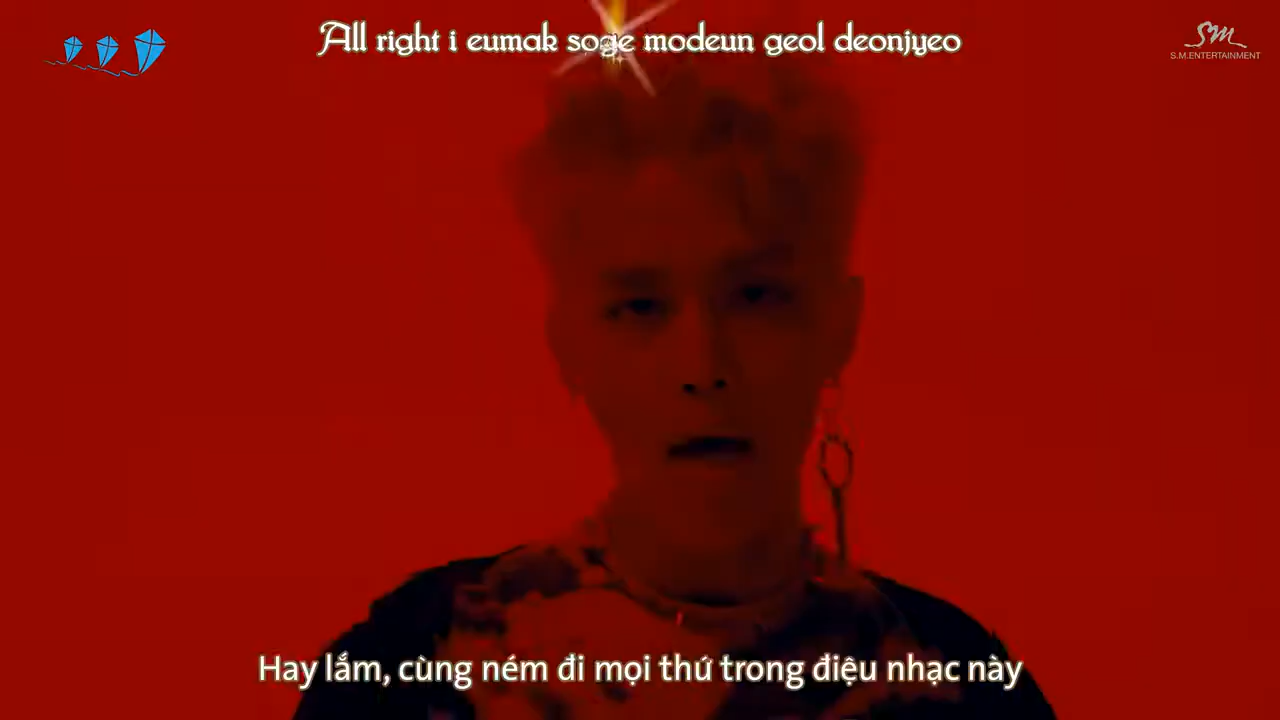 All right i eumak soge modeun geol deonjyeo
SM
S.M.ENTERTAINMENT
Hay lắm, cùng ném đi mọi thứ trong điệu nhạc này